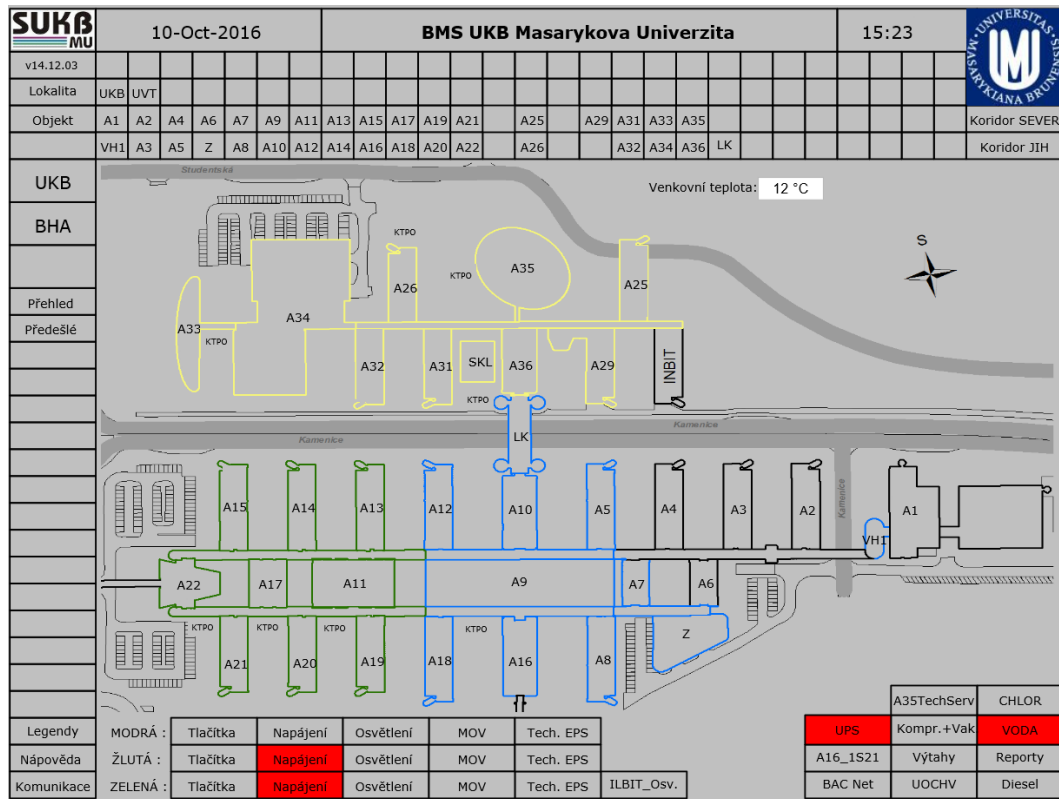 SUKB
MU
10-Oct-2016
BMS UKB Masarykova Univerzita
15:23
UNIVERSITAS MASARYKIANA BRUNENSIS
MU
v14.12.03
Lokalita UKB UVT
Objekt A1 A2 A4 A6 A7 A9 A11 A13 A15 A17 A19 A21 A25 A29 A31 A33 A35 Koridor SEVER
VH1 A3 A5 Z A8 A10 A12 A14 A16 A18 A20 A22 A26 A32 A34 A36 LK Koridor JIH
UKB
BHA
Přehled
Předešlé
Studentská
Venkovní teplota: 12 °C
S
KTPO
KTPO
A35
A26
A25
A33
A34
KTPO
A32
A31
SKL
A36
A29
INBIT
KTPO
LK
Kamenice
Kamenice
A15
A14
A13
A12
A10
A5
A4
A3
A2
Kamenice
A1
VH1
A22
A17
A11
A9
A7
A6
KTPO
KTPO
KTPO
KTPO
Z
A21
A20
A19
A18
A16
A8
A35TechServ CHLOR
Legendy MODRÁ : Tlačítka Napájení Osvětlení MOV Tech. EPS UPS Kompr.+Vak VODA
Nápověda ŽLUTÁ : Tlačítka Napájení Osvětlení MOV Tech. EPS A16_1S21 Výtahy Reporty
Komunikace ZELENÁ : Tlačítka Napájení Osvětlení MOV Tech. EPS ILBIT_Osv. BAC Net UOCHV Diesel